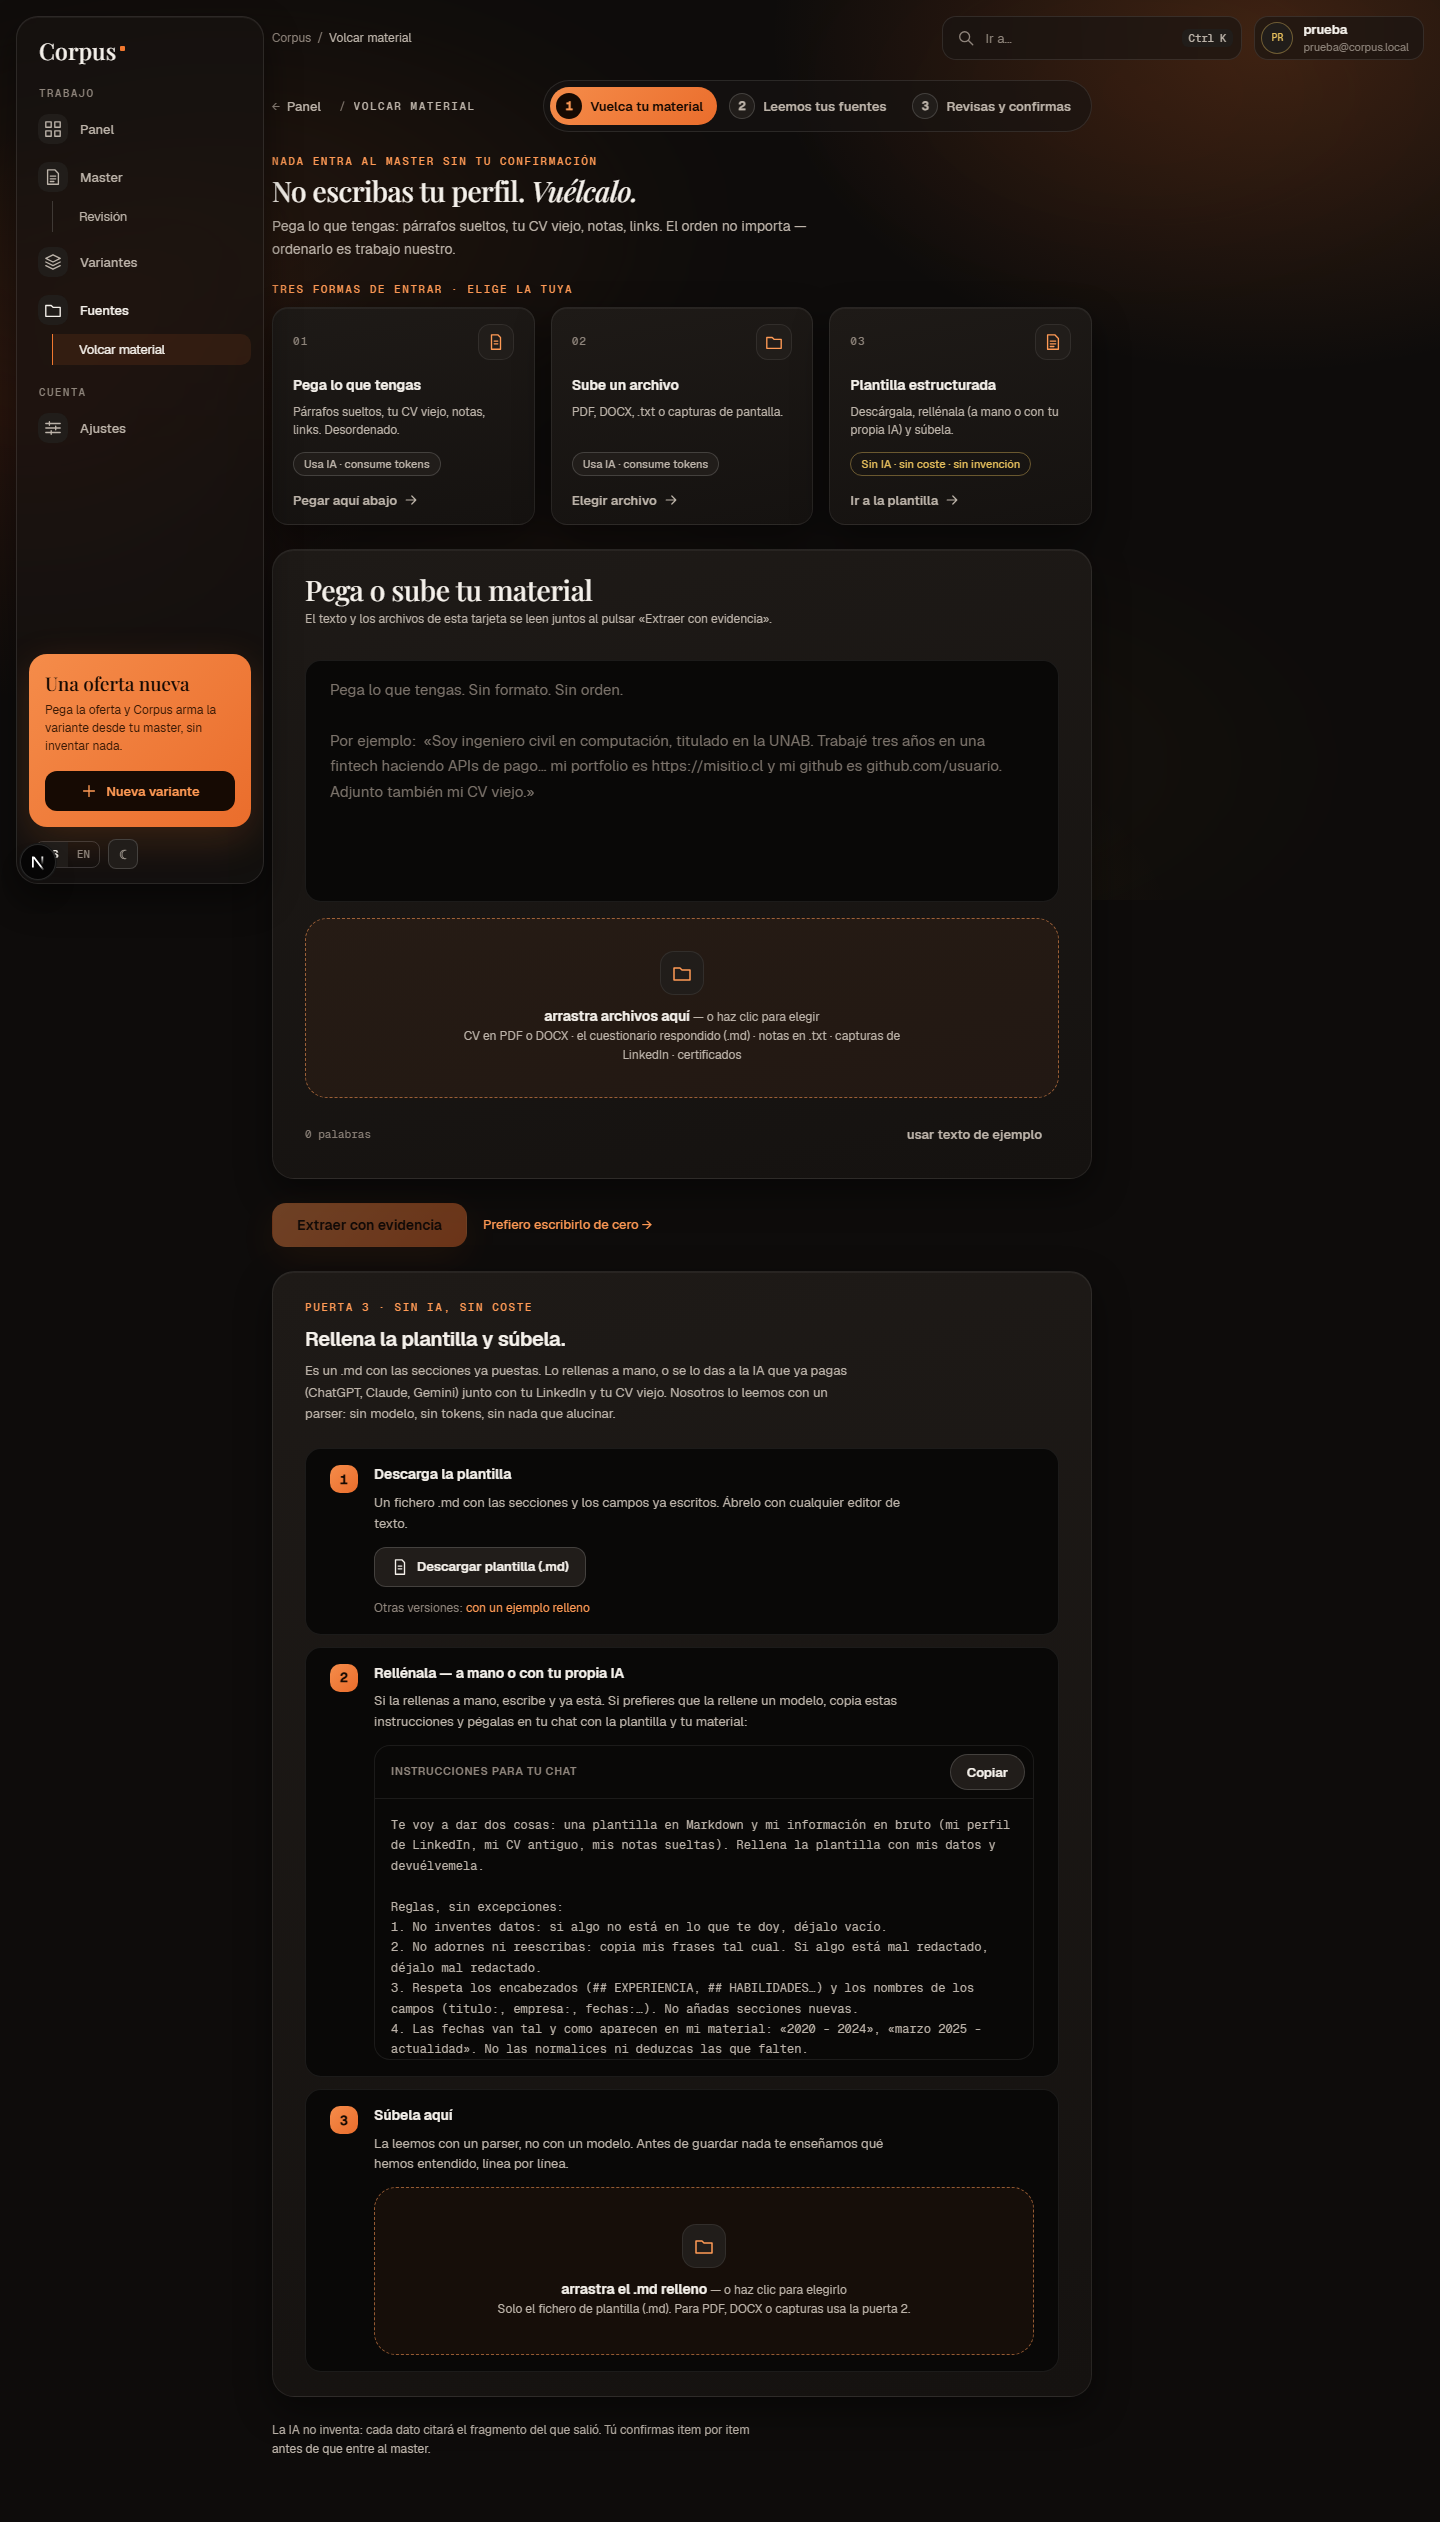 Corpus
TRABAJO
Panel
Master
Revisión
Variantes
Fuentes
Volcar material
CUENTA
Ajustes
Una oferta nueva
Pega la oferta y Corpus arma la
variante desde tu master, sin
inventar nada.
+ Nueva variante
EN
Corpus / Volcar material
Ir a...
Ctrl K
PR
prueba
prueba@corpus.local
← Panel / VOLCAR MATERIAL
1 Vuelca tu material
2 Leemos tus fuentes
3 Revisas y confirmas
NADA ENTRA AL MASTER SIN TU CONFIRMACIÓN
No escribas tu perfil. Vuélcalo.
Pega lo que tengas: párrafos sueltos, tu CV viejo, notas, links. El orden no importa —
ordenarlo es trabajo nuestro.
TRES FORMAS DE ENTRAR · ELIGE LA TUYA
01
Pega lo que tengas
Párrafos sueltos, tu CV viejo, notas,
links. Desordenado.
Usa IA · consume tokens
Pegar aquí abajo →
02
Sube un archivo
PDF, DOCX, .txt o capturas de pantalla.
Usa IA · consume tokens
Elegir archivo →
03
Plantilla estructurada
Descárgala, rellénala (a mano o con tu
propia IA) y súbela.
Sin IA · sin coste · sin invención
Ir a la plantilla →
Pega o sube tu material
El texto y los archivos de esta tarjeta se leen juntos al pulsar «Extraer con evidencia».
Pega lo que tengas. Sin formato. Sin orden.
Por ejemplo: «Soy ingeniero civil en computación, titulado en la UNAB. Trabajé tres años en una
fintech haciendo APIs de pago… mi portfolio es https://misitio.cl y mi github es github.com/usuario.
Adjunto también mi CV viejo.»
arrastra archivos aquí — o haz clic para elegir
CV en PDF o DOCX · el cuestionario respondido (.md) · notas en .txt · capturas de
LinkedIn · certificados
0 palabras
usar texto de ejemplo
Extraer con evidencia
Prefiero escribirlo de cero →
PUERTA 3 · SIN IA, SIN COSTE
Rellena la plantilla y súbela.
Es un .md con las secciones ya puestas. Lo rellenas a mano, o se lo das a la IA que ya pagas
(ChatGPT, Claude, Gemini) junto con tu LinkedIn y tu CV viejo. Nosotros lo leemos con un
parser: sin modelo, sin tokens, sin nada que alucinar.
1
Descarga la plantilla
Un fichero .md con las secciones y los campos ya escritos. Ábrelo con cualquier editor de
texto.
Descargar plantilla (.md)
Otras versiones: con un ejemplo relleno
2
Rellénala — a mano o con tu propia IA
Si la rellenas a mano, escribe y ya está. Si prefieres que la rellene un modelo, copia estas
instrucciones y pégalas en tu chat con la plantilla y tu material:
INSTRUCCIONES PARA TU CHAT
Copiar
Te voy a dar dos cosas: una plantilla en Markdown y mi información en bruto (mi perfil
de LinkedIn, mi CV antiguo, mis notas sueltas). Rellena la plantilla con mis datos y
devuélvemela.
Reglas, sin excepciones:
1. No inventes datos: si algo no está en lo que te doy, déjalo vacío.
2. No adornes ni reescribas: copia mis frases tal cual. Si algo está mal redactado,
déjalo mal redactado.
3. Respeta los encabezados (## EXPERIENCIA, ## HABILIDADES…) y los nombres de los
campos (titulo:, empresa:, fechas:…). No añadas secciones nuevas.
4. Las fechas van tal y como aparecen en mi material: «2020 - 2024», «marzo 2025 -
actualidad». No las normalices ni deduzcas las que falten.
3
Súbela aquí
La leemos con un parser, no con un modelo. Antes de guardar nada te enseñamos qué
hemos entendido, línea por línea.
arrastra el .md relleno — o haz clic para elegirlo
Solo el fichero de plantilla (.md). Para PDF, DOCX o capturas usa la puerta 2.
La IA no inventa: cada dato citará el fragmento del que salió. Tú confirmas item por item
antes de que entre al master.